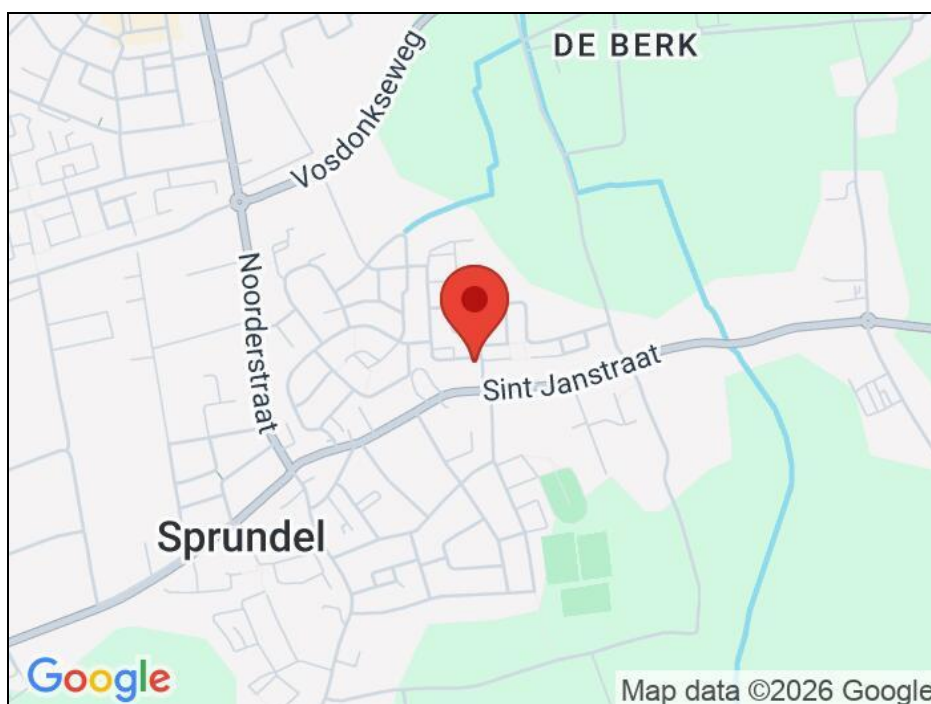 DE BERK
Vosdonkseweg
Noorderstraat
Sint Janstraat
Sprundel
Google
Map data ©2026 Google